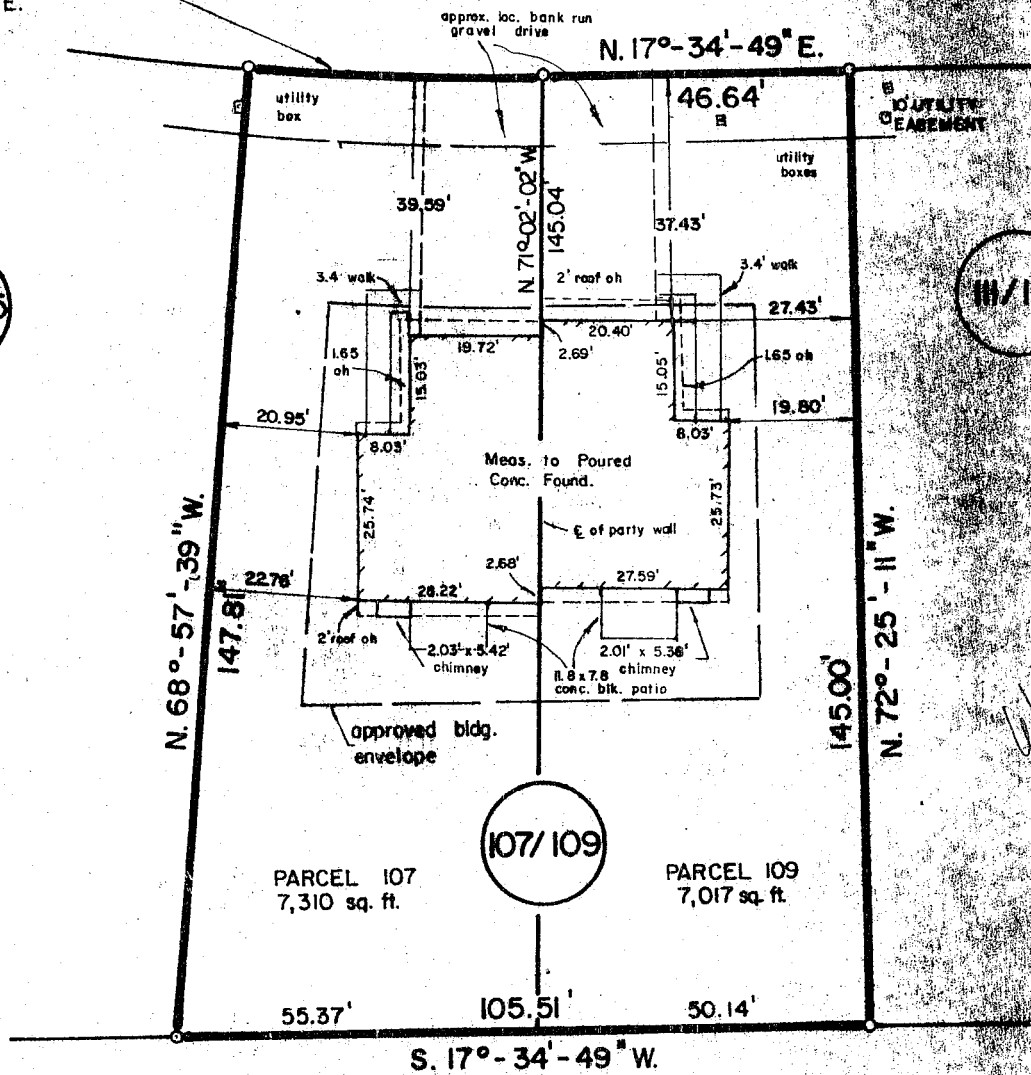 E.
approx. loc. bank run
gravel drive
N. 17°-34'-49" E.
46.64'
utility
box
10' UTILITY
EASEMENT
utility
boxes
39.59'
N. 71°-02'-02" W.
145.04'
37.43'
3.4' walk
2' roof oh
3.4' walk
27.43'
19.72'
20.40'
2.69'
1.65
oh
15.03'
15.05'
1.65 oh
20.95'
19.80'
8.03'
8.03'
Meas. to Poured
Conc. Found.
25.74'
25.73'
℄ of party wall
N. 68°-57'-39" W.
147.81'
22.76'
2.68'
28.22'
27.59'
2' roof oh
2.03' x 5.42'
chimney
2.01' x 5.38'
chimney
11.8 x 7.8
conc. blk. patio
145.00'
N. 72°-25'-11" W.
approved bldg.
envelope
107/109
PARCEL 107
7,310 sq. ft.
PARCEL 109
7,017 sq. ft.
55.37'
105.51'
50.14'
S. 17°-34'-49" W.